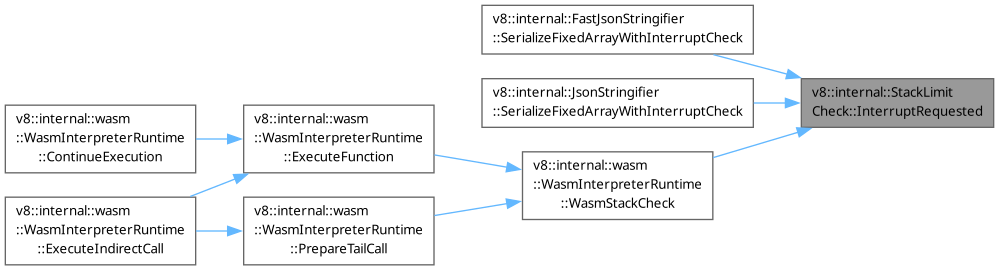 v8::internal::FastJsonStringifier
::SerializeFixedArrayWithInterruptCheck
v8::internal::JsonStringifier
::SerializeFixedArrayWithInterruptCheck
v8::internal::StackLimit
Check::InterruptRequested
v8::internal::wasm
::WasmInterpreterRuntime
::ContinueExecution
v8::internal::wasm
::WasmInterpreterRuntime
::ExecuteFunction
v8::internal::wasm
::WasmInterpreterRuntime
::WasmStackCheck
v8::internal::wasm
::WasmInterpreterRuntime
::ExecuteIndirectCall
v8::internal::wasm
::WasmInterpreterRuntime
::PrepareTailCall